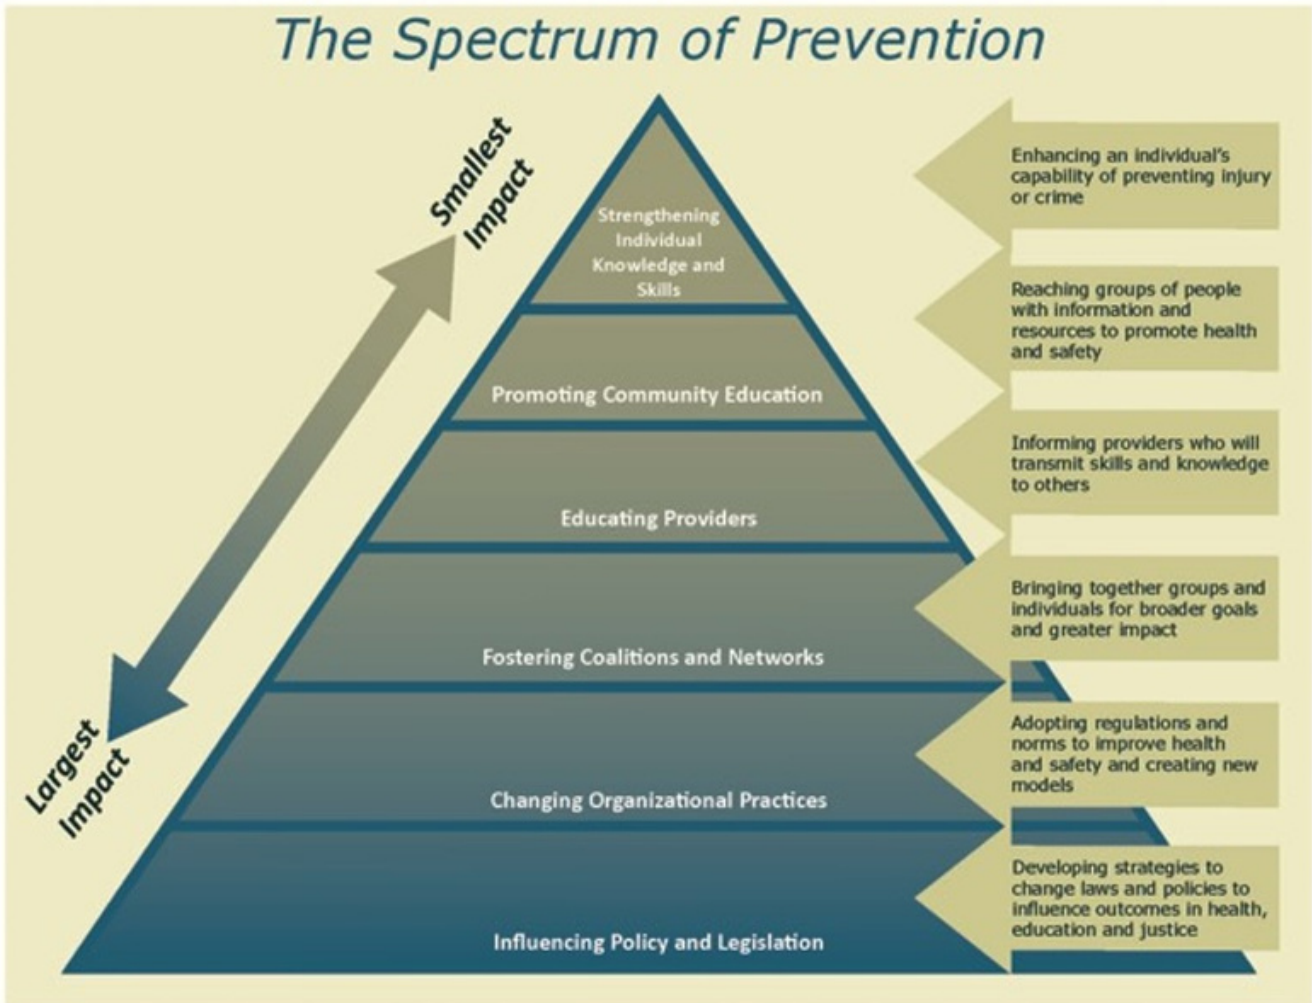 The Spectrum of Prevention
Smallest
Impact
Largest
Impact
Strengthening
Individual
Knowledge and
Skills
Enhancing an individual's
capability of preventing injury
or crime
Promoting Community Education
Reaching groups of people
with information and
resources to promote health
and safety
Educating Providers
Informing providers who will
transmit skills and knowledge
to others
Fostering Coalitions and Networks
Bringing together groups and
individuals for broader goals
and greater impact
Changing Organizational Practices
Adopting regulations and
norms to improve health
and safety and creating new
models
Influencing Policy and Legislation
Developing strategies to
change laws and policies to
influence outcomes in health,
education and justice